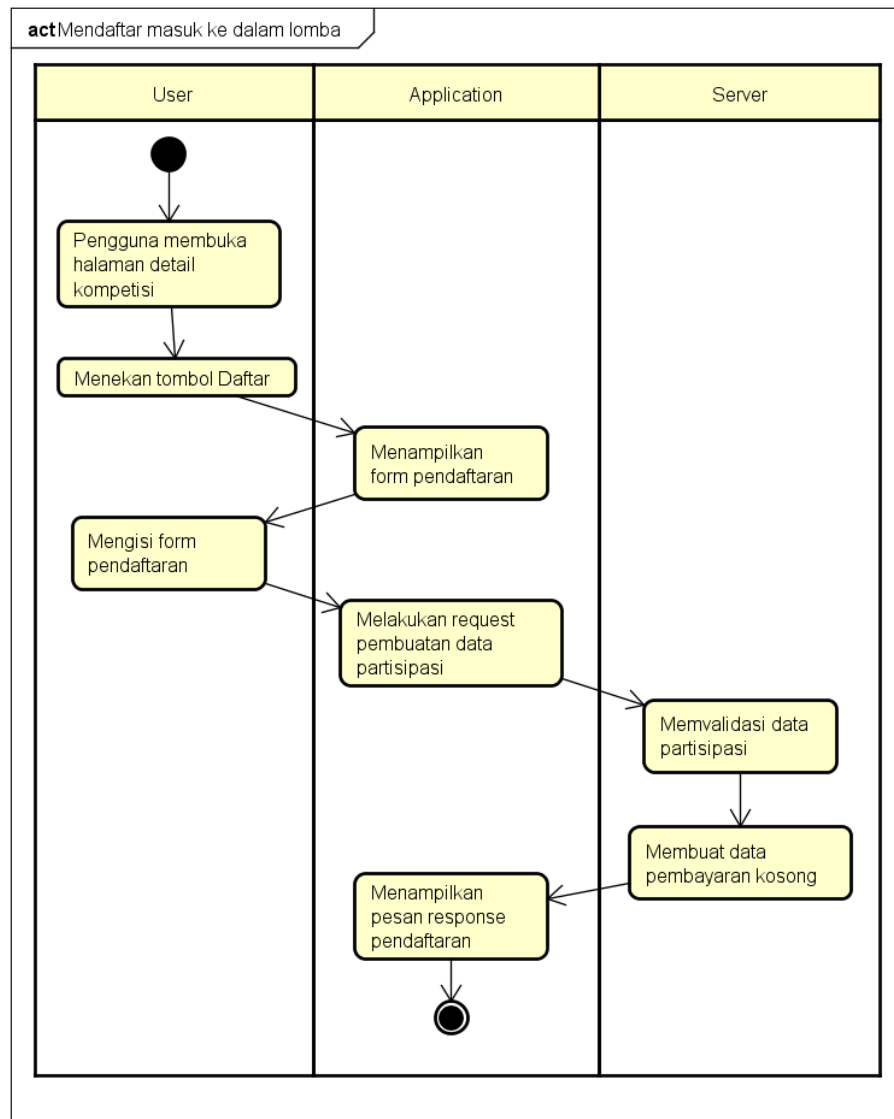 act Mendaftar masuk ke dalam lomba
User
Application
Server
Pengguna membuka
halaman detail
kompetisi
Menekan tombol Daftar
Menampilkan
form pendaftaran
Mengisi form
pendaftaran
Melakukan request
pembuatan data
partisipasi
Memvalidasi data
partisipasi
Membuat data
pembayaran kosong
Menampilkan
pesan response
pendaftaran